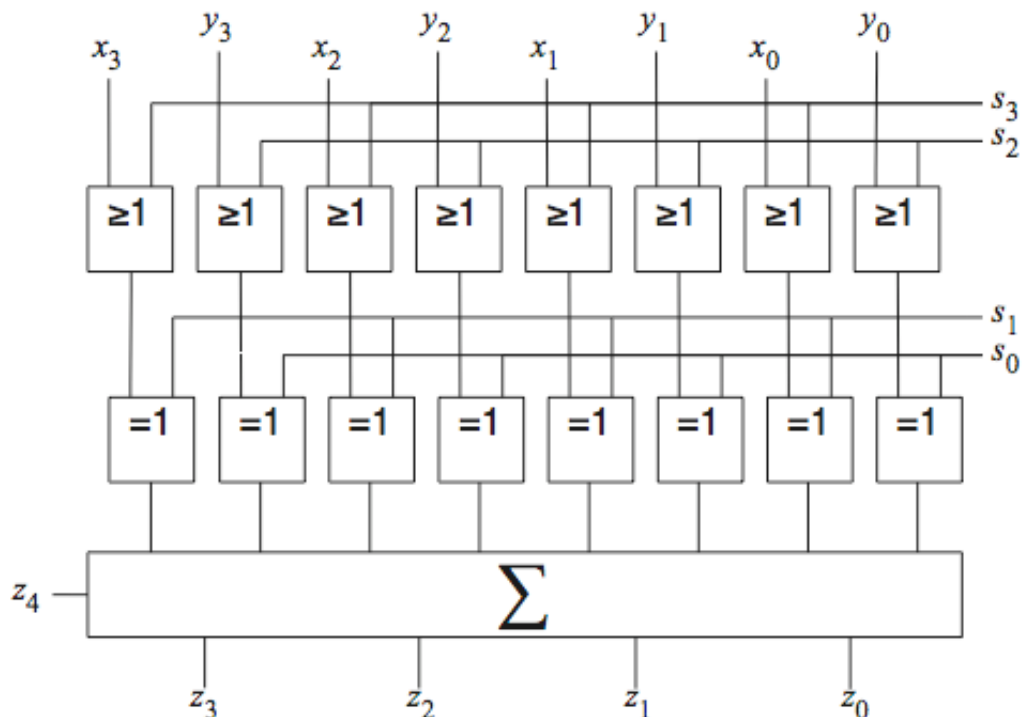 x₃ y₃ x₂ y₂ x₁ y₁ x₀ y₀
s₃
s₂
≥1 ≥1 ≥1 ≥1 ≥1 ≥1 ≥1 ≥1
s₁
s₀
=1 =1 =1 =1 =1 =1 =1 =1
z₄ ∑
z₃ z₂ z₁ z₀